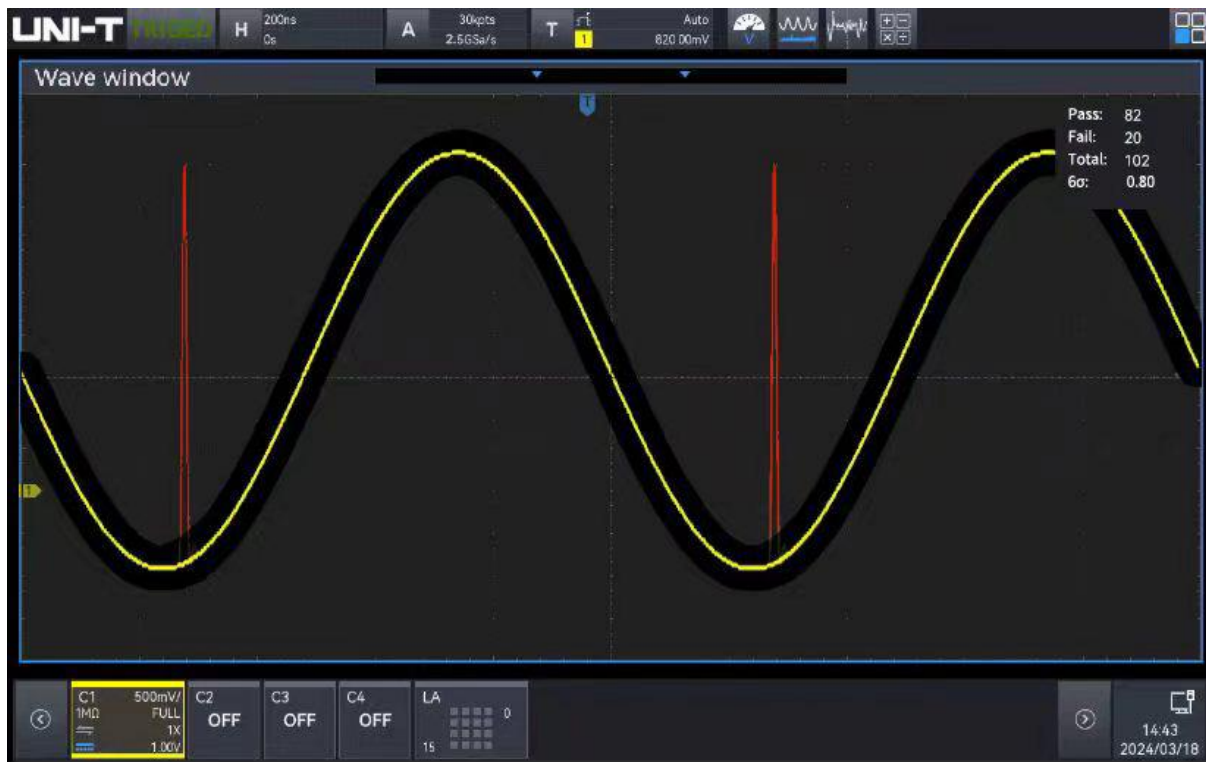 UNI-T TRIGED H 200ns A 30kpts T Auto
0s 2.5GSa/s 1 820.00mV V
Wave window
T
Pass: 82
Fail: 20
Total: 102
6σ: 0.80
1
C1 500mV/ C2 C3 C4 LA
1MΩ FULL OFF OFF OFF 0
1X
1.00V 15
14:43
2024/03/18